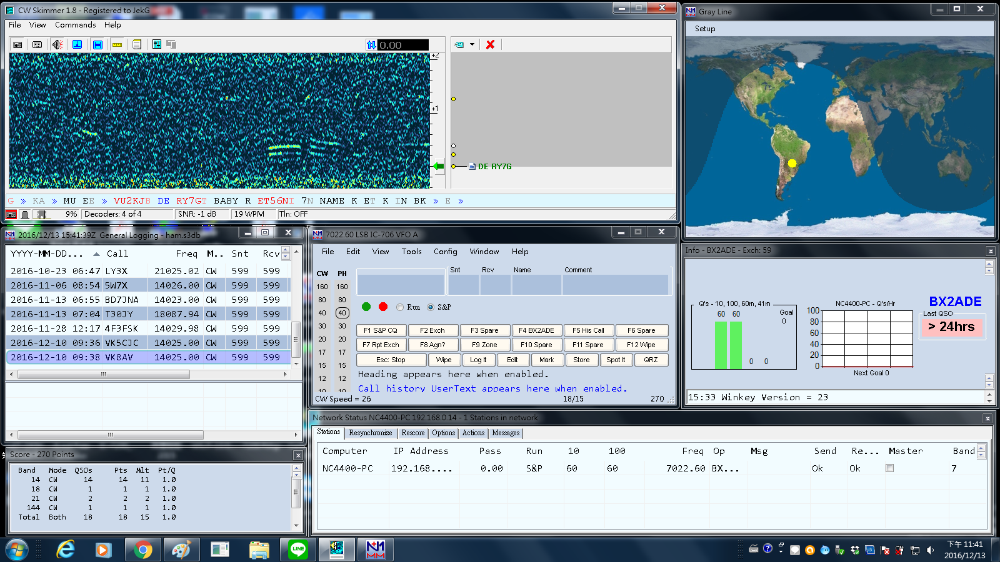 CW Skimmer 1.8 - Registered to JekG
File View Commands Help
0.00
+2
+1
DE RY7G
G » KA » MU EE » VU2KJB DE RY7GT BABY R ET56NI 7N NAME K ET K IN BK » E »
9% Decoders: 4 of 4 SNR: -1 dB 19 WPM Tln: OFF
Gray Line
Setup
2016/12/13 15:41:39Z General Logging - ham.s3db
YYYY-MM-DD... Call Freq M.. Snt Rcv
2016-10-23 06:47 LY3X 21025.02 CW 599 599
2016-11-06 08:54 5W7X 14026.00 CW 599 599
2016-11-13 06:55 BD7JNA 14023.00 CW 599 599
2016-11-13 07:04 T30JY 18087.94 CW 599 599
2016-11-28 12:17 4F3FSK 14029.98 CW 599 599
2016-12-10 09:36 VK5CJC 14025.00 CW 599 599
2016-12-10 09:38 VK8AV 14025.00 CW 599 599
7022.60 LSB IC-706 VFO A
File Edit View Tools Config Window Help
Snt Rcv Name Comment
CW PH
160 160
80 80
40 40
30 30
20 20
17 17
15 15
12 12
10 10
Run S&P
F1 S&P CQ F2 Exch F3 Spare F4 BX2ADE F5 His Call F6 Spare
F7 Rpt Exch F8 Agn? F9 Zone F10 Spare F11 Spare F12 Wipe
Esc: Stop Wipe Log It Edit Mark Store Spot It QRZ
Heading appears here when enabled.
Call history UserText appears here when enabled.
CW Speed = 26 18/15 270
Info - BX2ADE - Exch: 59
Q's - 10, 100, 60m, 41m
60 60
Goal
0
0 0
NC4400-PC - Q's/Hr
100
80
60
40
20
0
Next Goal 0
BX2ADE
Last QSO
> 24hrs
15:33 Winkey Version = 23
Network Status NC4400-PC 192.168.0.14 - 1 Stations in network
Stations Resynchronize Rescore Options Actions Messages
Computer IP Address Pass Run 10 100 Freq Op Msg Send Re... Master Band
NC4400-PC 192.168.... 0.00 S&P 60 60 7022.60 BX... Ok Ok 7
Score - 270 Points
Band Mode QSOs Pts Mlt Pt/Q
14 CW 14 14 11 1.0
18 CW 1 1 1 1.0
21 CW 2 2 2 1.0
144 CW 1 1 1 1.0
Total Both 18 18 15 1.0
LINE
N+1
MM
下午 11:41
2016/12/13